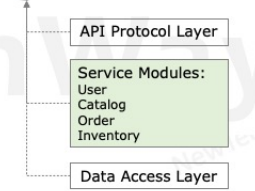 API Protocol Layer
Service Modules:
User
Catalog
Order
Inventory
Data Access Layer